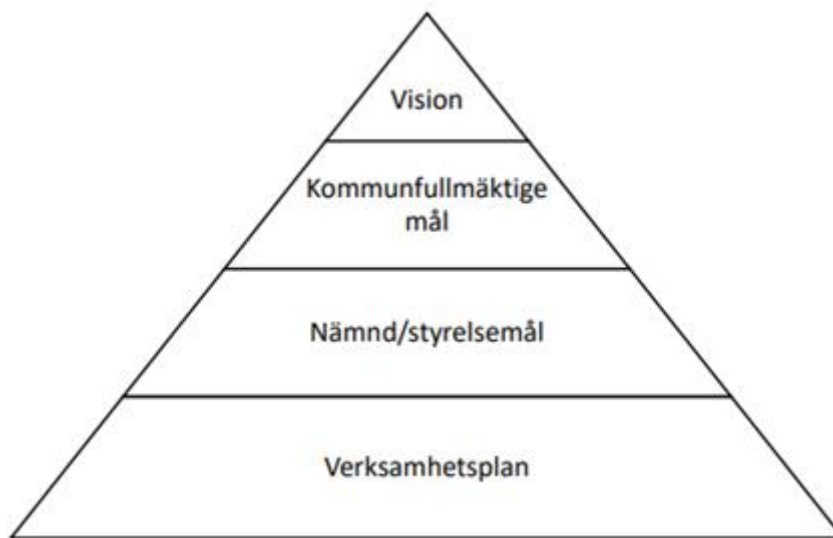 Vision
Kommunfullmäktige
mål
Nämnd/styrelsemål
Verksamhetsplan